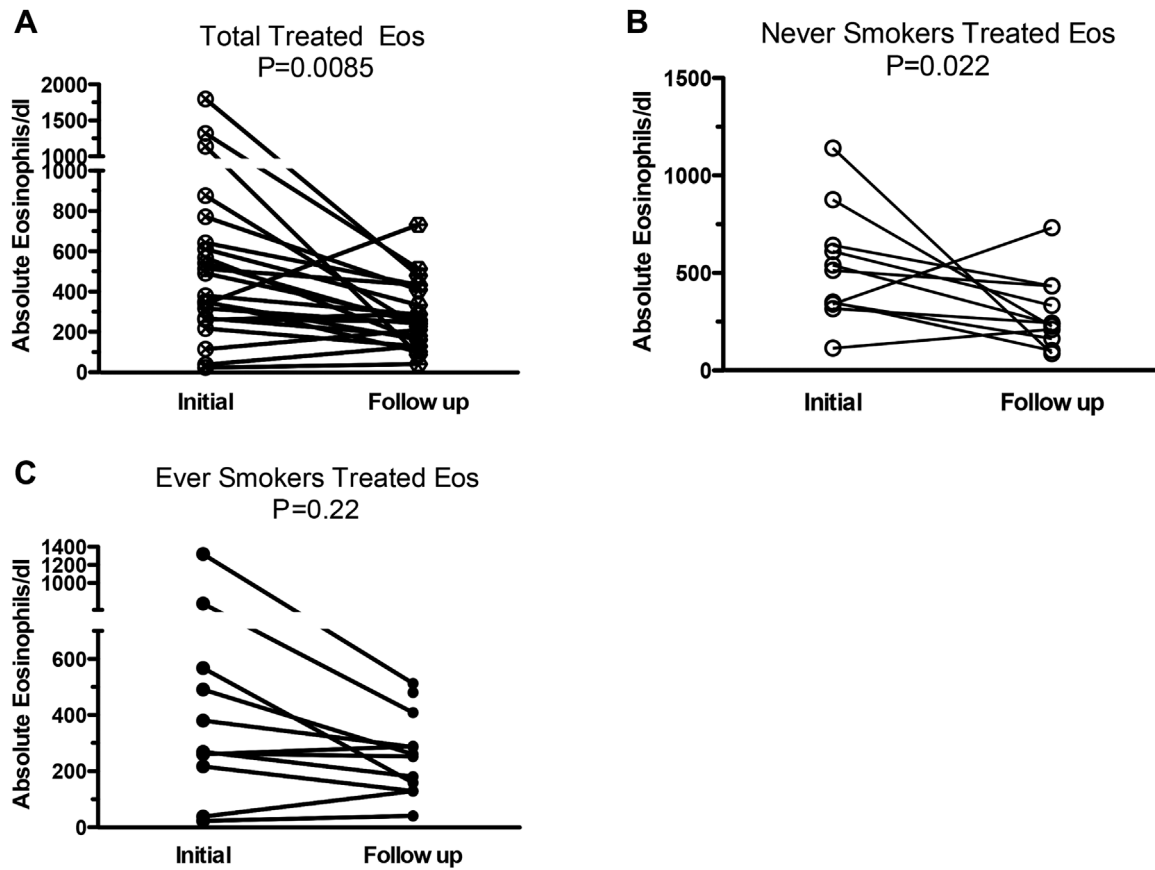 A
Total Treated Eos
P=0.0085
Absolute Eosinophils/dl
2000
1500
1000
1000
800
600
400
200
0
Initial
Follow up
B
Never Smokers Treated Eos
P=0.022
Absolute Eosinophils/dl
1500
1000
500
0
Initial
Follow up
C
Ever Smokers Treated Eos
P=0.22
Absolute Eosinophils/dl
1400
1200
1000
600
400
200
0
Initial
Follow up